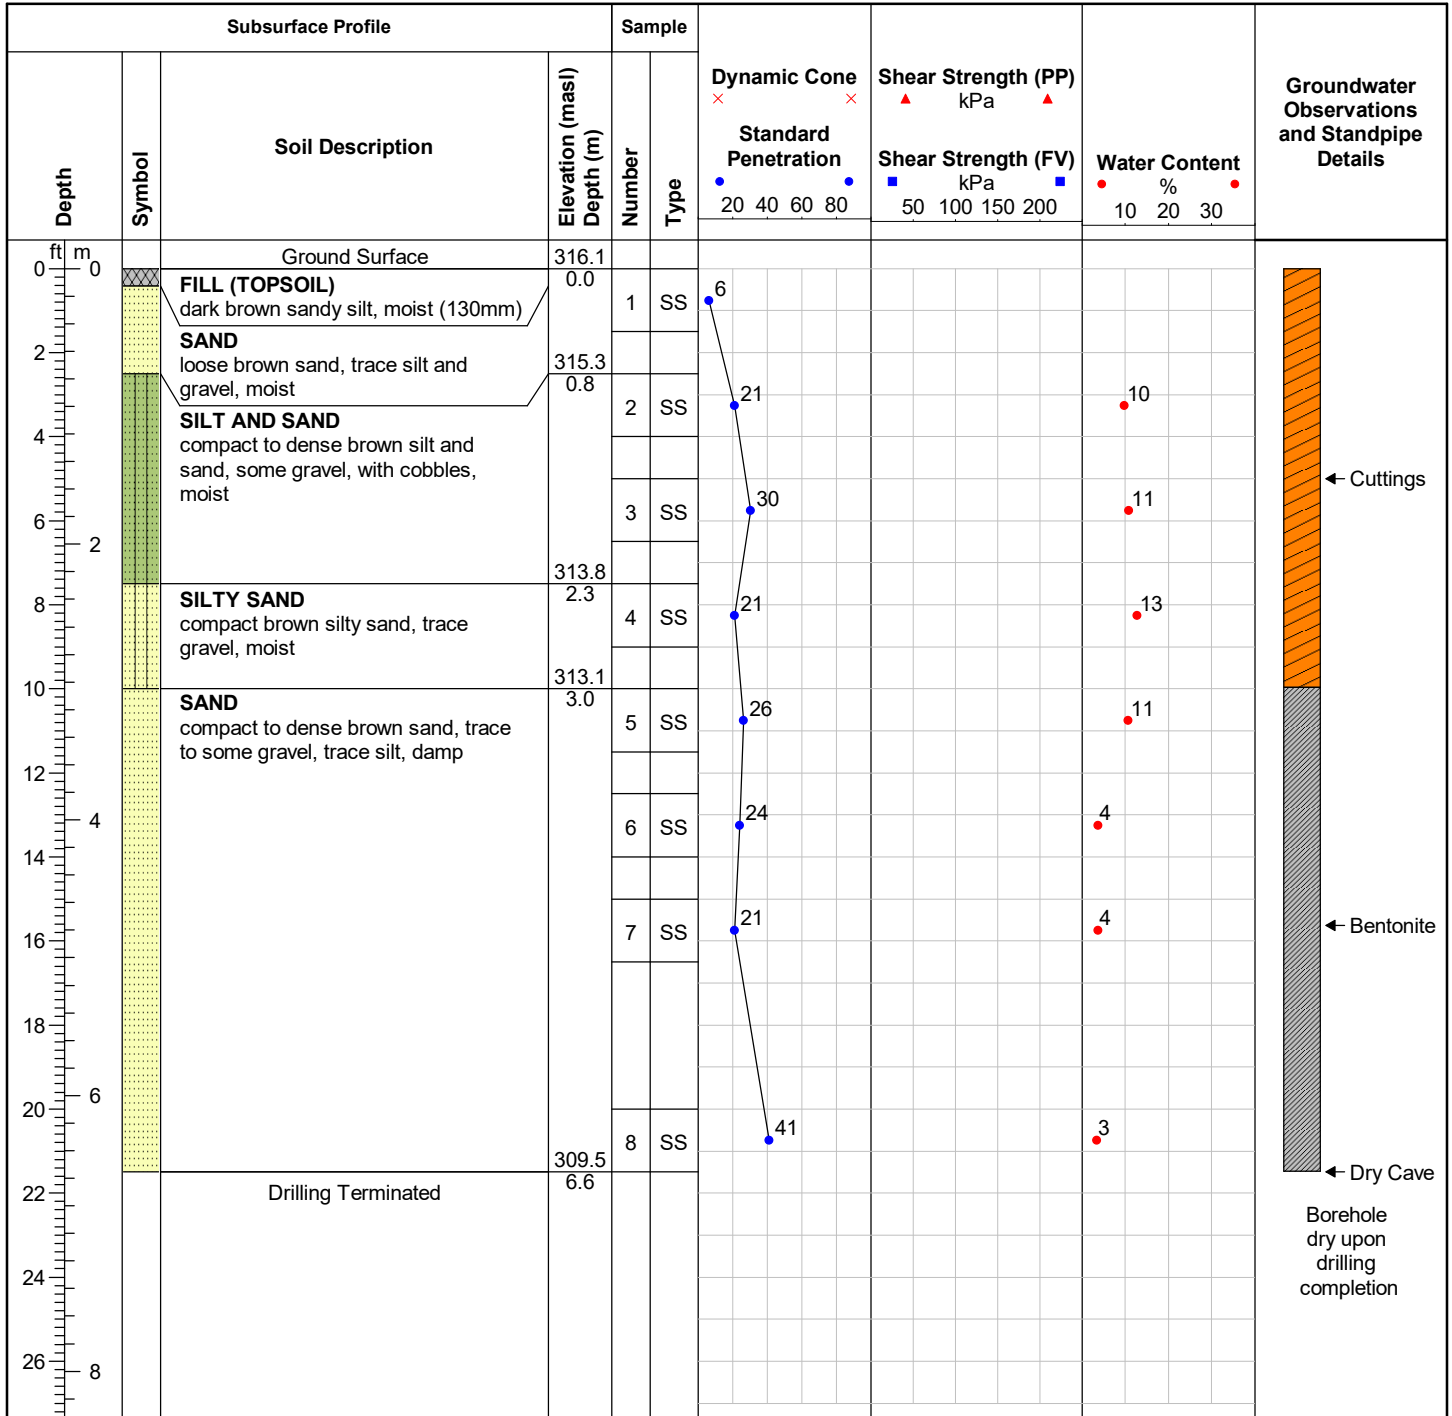 Subsurface Profile
Sample
Depth
Symbol
Soil Description
Elevation (masl)
Depth (m)
Number
Type
Dynamic Cone
Standard
Penetration
20 40 60 80
Shear Strength (PP)
kPa
Shear Strength (FV)
kPa
50 100 150 200
Water Content
%
10 20 30
Groundwater
Observations
and Standpipe
Details
ft m
Ground Surface
316.1
0 0
0.0
FILL (TOPSOIL)
dark brown sandy silt, moist (130mm)
1 SS
6
SAND
loose brown sand, trace silt and
gravel, moist
2
315.3
0.8
2 SS
21
10
SILT AND SAND
compact to dense brown silt and
sand, some gravel, with cobbles,
moist
4
Cuttings
3 SS
30
11
6
2
313.8
2.3
SILTY SAND
compact brown silty sand, trace
gravel, moist
8
4 SS
21
13
313.1
10
3.0
SAND
compact to dense brown sand, trace
to some gravel, trace silt, damp
5 SS
26
11
12
4
6 SS
24
4
14
7 SS
21
4
16
Bentonite
18
6
20
8 SS
41
3
309.5
6.6
Dry Cave
Drilling Terminated
22
Borehole
dry upon
drilling
completion
24
26
8